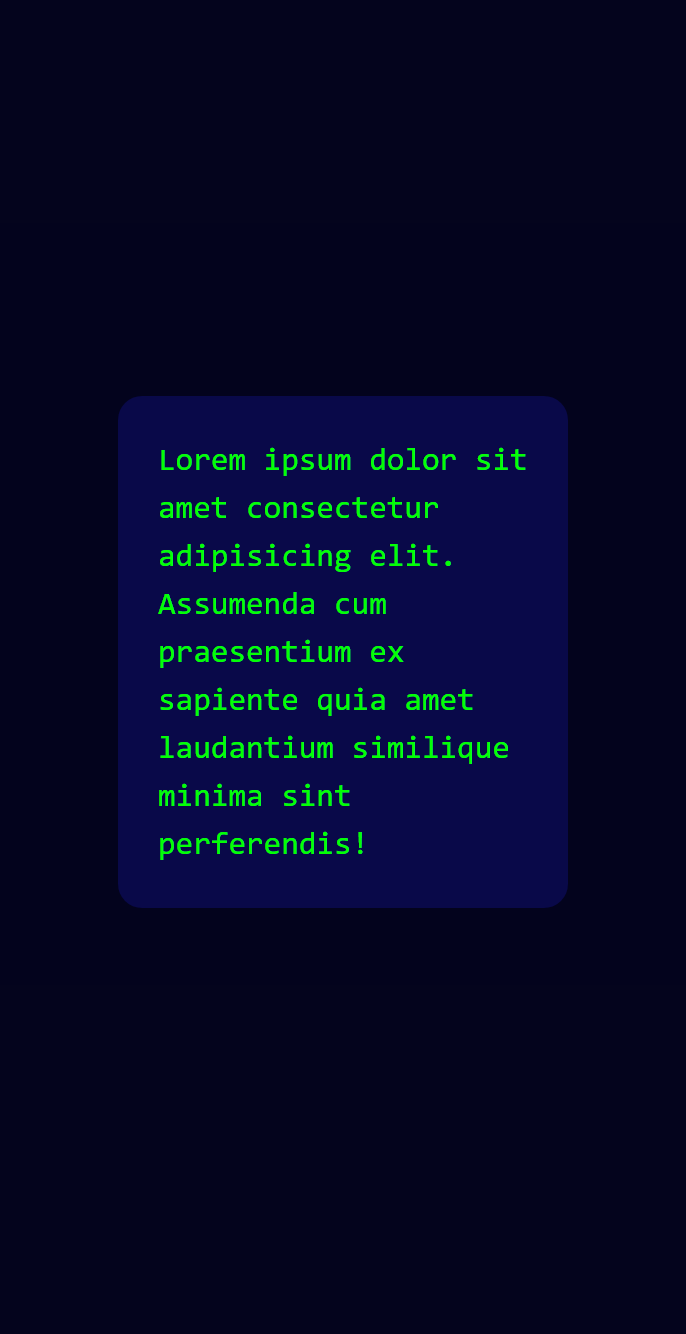 Lorem ipsum dolor sit
amet consectetur
adipisicing elit.
Assumenda cum
praesentium ex
sapiente quia amet
laudantium similique
minima sint
perferendis!